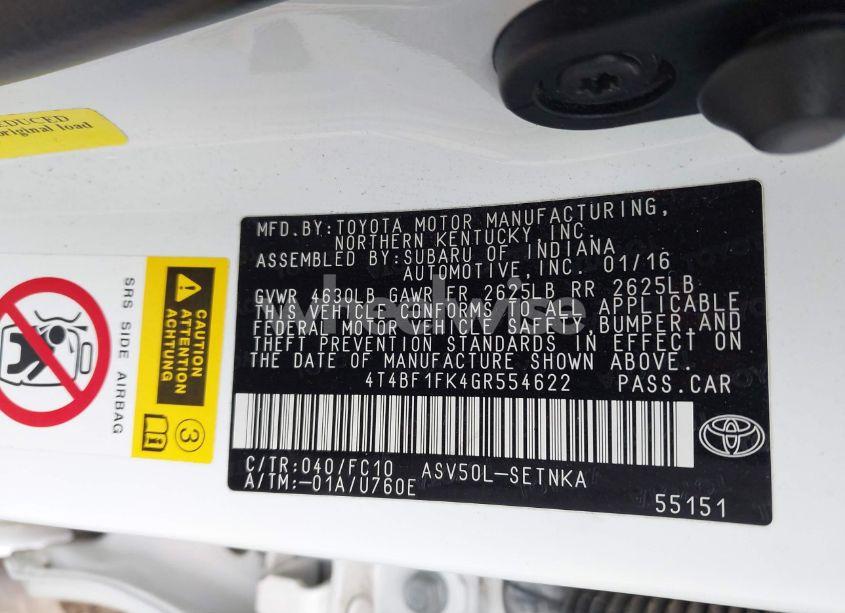 EDUCED
original load
SRS SIDE AIRBAG
CAUTION
ACHTUNG
3
MFD.BY:TOYOTA MOTOR MANUFACTURING,
NORTHERN KENTUCKY, INC.
ASSEMBLED BY:SUBARU OF INDIANA
AUTOMOTIVE, INC. 01/16
GVWR 4630LB GAWR FR 2625LB RR 2625LB
THIS VEHICLE CONFORMS TO ALL APPLICABLE
FEDERAL MOTOR VEHICLE SAFETY, BUMPER, AND
THEFT PREVENTION STANDARDS IN EFFECT ON
THE DATE OF MANUFACTURE SHOWN ABOVE.
4T4BF1FK4GR554622 PASS.CAR
C/TR:040/FC10 ASV50L-SETNKA
A/TM:-01A/U760E
55151